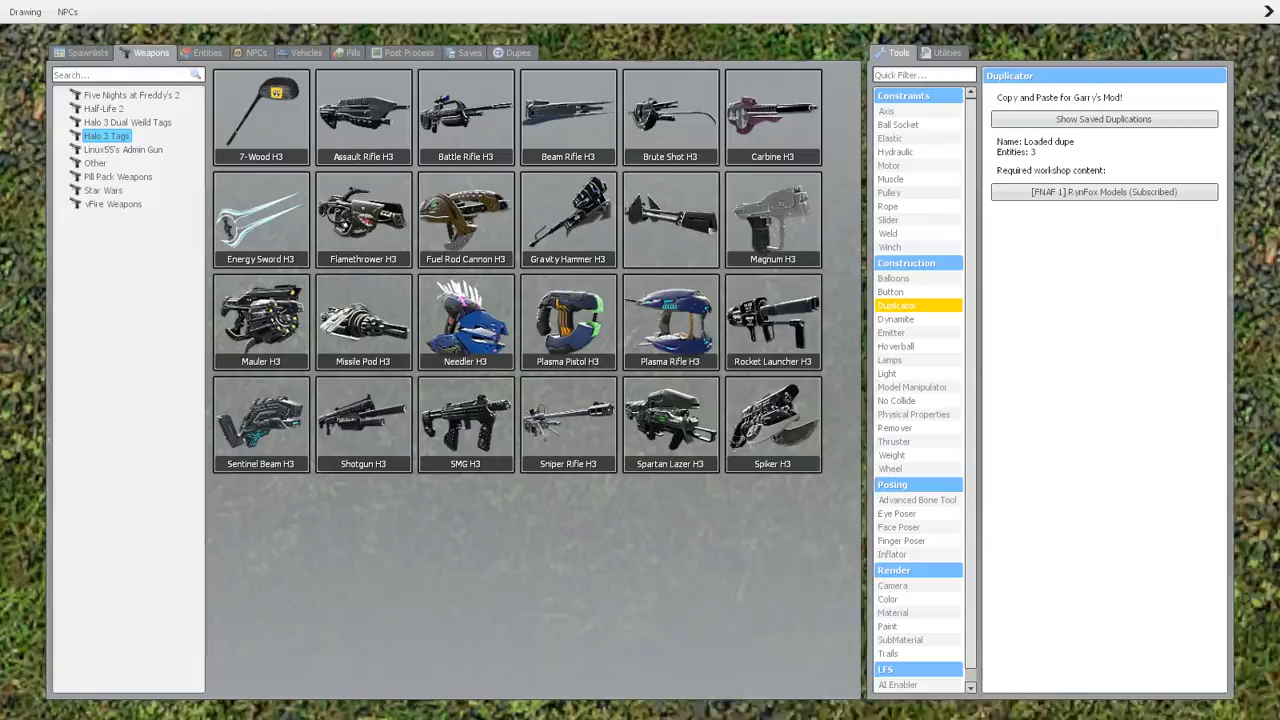 Drawing NPCs
Spawnlists Weapons Entities NPCs Vehicles Pills Post Process Saves Dupes
Search...
Five Nights at Freddy's 2
Half-Life 2
Halo 3 Dual Weild Tags
Halo 3 Tags
Linux55's Admin Gun
Other
Pill Pack Weapons
Star Wars
vFire Weapons
7-Wood H3 Assault Rifle H3 Battle Rifle H3 Beam Rifle H3 Brute Shot H3 Carbine H3
Energy Sword H3 Flamethrower H3 Fuel Rod Cannon H3 Gravity Hammer H3 Magnum H3
Mauler H3 Missile Pod H3 Needler H3 Plasma Pistol H3 Plasma Rifle H3 Rocket Launcher H3
Sentinel Beam H3 Shotgun H3 SMG H3 Sniper Rifle H3 Spartan Lazer H3 Spiker H3
Tools Utilities
Quick Filter...
Constraints
Axis
Ball Socket
Elastic
Hydraulic
Motor
Muscle
Pulley
Rope
Slider
Weld
Winch
Construction
Balloons
Button
Duplicator
Dynamite
Emitter
Hoverball
Lamps
Light
Model Manipulator
No Collide
Physical Properties
Remover
Thruster
Weight
Wheel
Posing
Advanced Bone Tool
Eye Poser
Face Poser
Finger Poser
Inflator
Render
Camera
Color
Material
Paint
SubMaterial
Trails
LFS
AI Enabler
Duplicator
Copy and Paste for Garry's Mod!
Show Saved Duplications
Name: Loaded dupe
Entities: 3
Required workshop content:
[FNAF 1] RynFox Models (Subscribed)